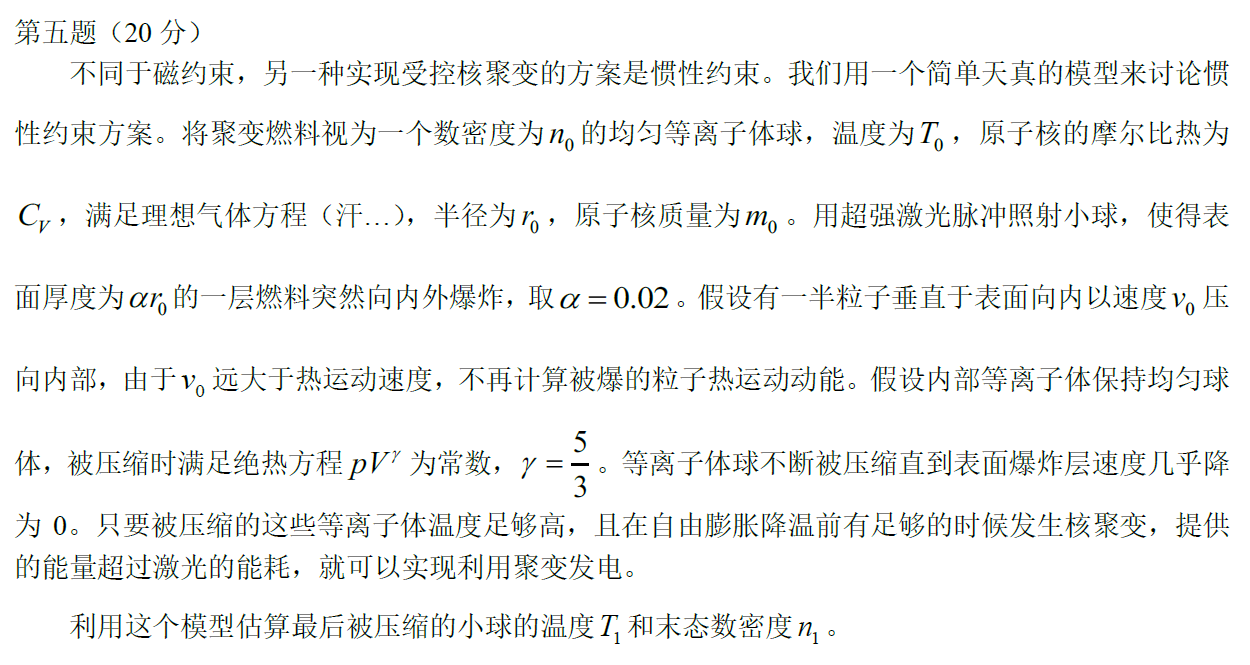 第五题（20 分）
不同于磁约束，另一种实现受控核聚变的方案是惯性约束。我们用一个简单天真的模型来讨论惯
性约束方案。将聚变燃料视为一个数密度为 n₀ 的均匀等离子体球，温度为 T₀，原子核的摩尔比热为
C_V，满足理想气体方程（汗…），半径为 r₀，原子核质量为 m₀。用超强激光脉冲照射小球，使得表
面厚度为 αr₀ 的一层燃料突然向内外爆炸，取 α = 0.02。假设有一半粒子垂直于表面向内以速度 v₀ 压
向内部，由于 v₀ 远大于热运动速度，不再计算被爆的粒子热运动动能。假设内部等离子体保持均匀球
体，被压缩时满足绝热方程 pV^γ 为常数，γ = 5/3。等离子体球不断被压缩直到表面爆炸层速度几乎降
为 0。只要被压缩的这些等离子体温度足够高，且在自由膨胀降温前有足够的时候发生核聚变，提供
的能量超过激光的能耗，就可以实现利用聚变发电。
利用这个模型估算最后被压缩的小球的温度 T₁ 和末态数密度 n₁。